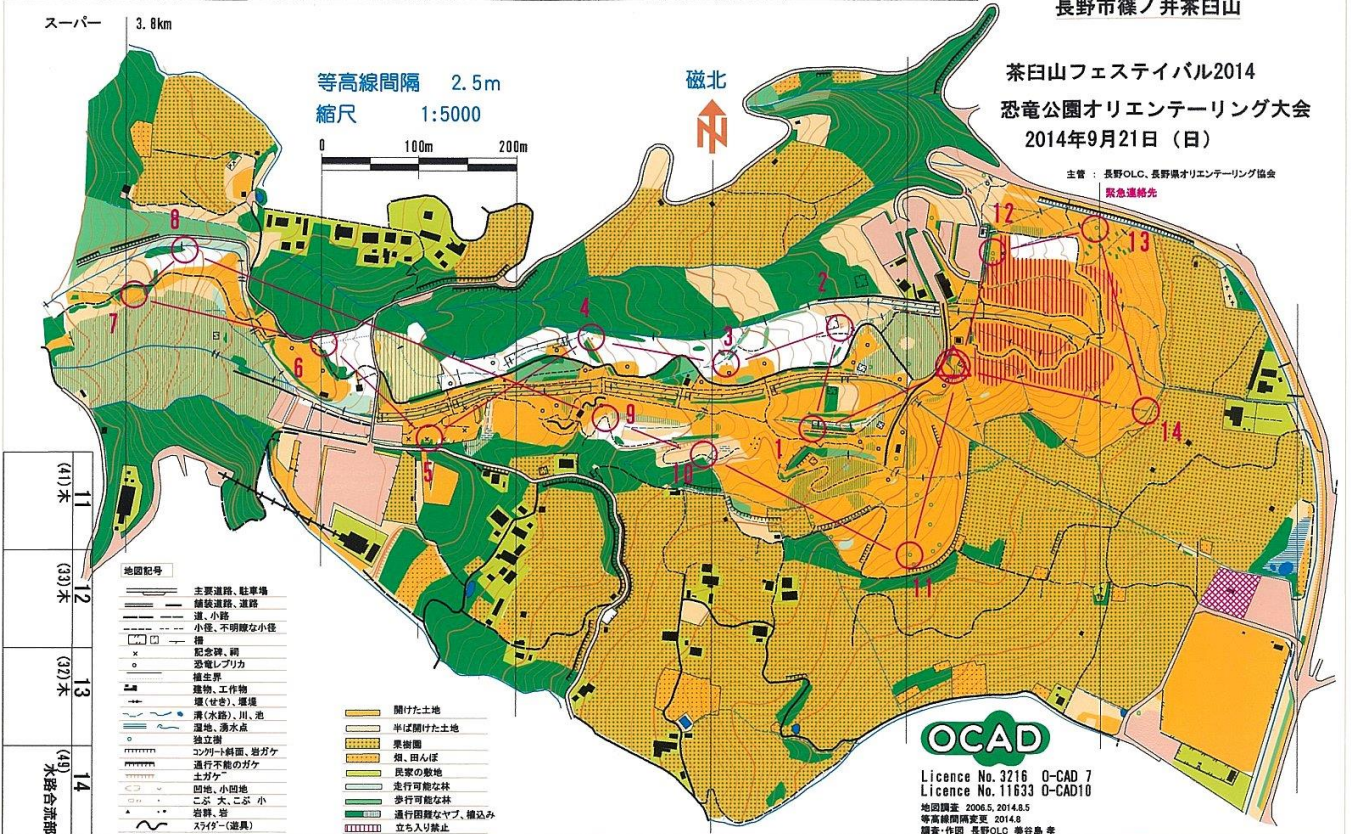 長野市篠ノ井茶臼山
スーパー 3.8km
等高線間隔 2.5m
縮尺 1:5000
0 100m 200m
磁北
N
茶臼山フェステイバル2014
恐竜公園オリエンテーリング大会
2014年9月21日（日）
主管 : 長野OLC、長野県オリエンテーリング協会
緊急連絡先
1
2
3
4
5
6
7
8
9
10
11
12
13
14
11
(41)木
12
(33)木
13
(32)木
14
(49)
水路合流部
地図記号
主要道路、駐車場
舗装道路、道路
道、小路
小径、不明瞭な小径
柵
記念碑、祠
恐竜レプリカ
植生界
建物、工作物
堰(せき)、堰堤
溝(水路)、川、池
湿地、湧水点
独立樹
コンクリート斜面、岩ガケ
通行不能のガケ
土ガケ
凹地、小凹地
こぶ 大、こぶ 小
岩群、岩
スライダー(遊具)
開けた土地
半ば開けた土地
果樹園
畑、田んぼ
民家の敷地
走行可能な林
歩行可能な林
通行困難なヤブ、植込み
立ち入り禁止
OCAD
Licence No.3216 O-CAD 7
Licence No.11633 O-CAD10
地図調査 2006.5, 2014.8.5
等高線間隔変更 2014.8
調査・作図 長野OLC